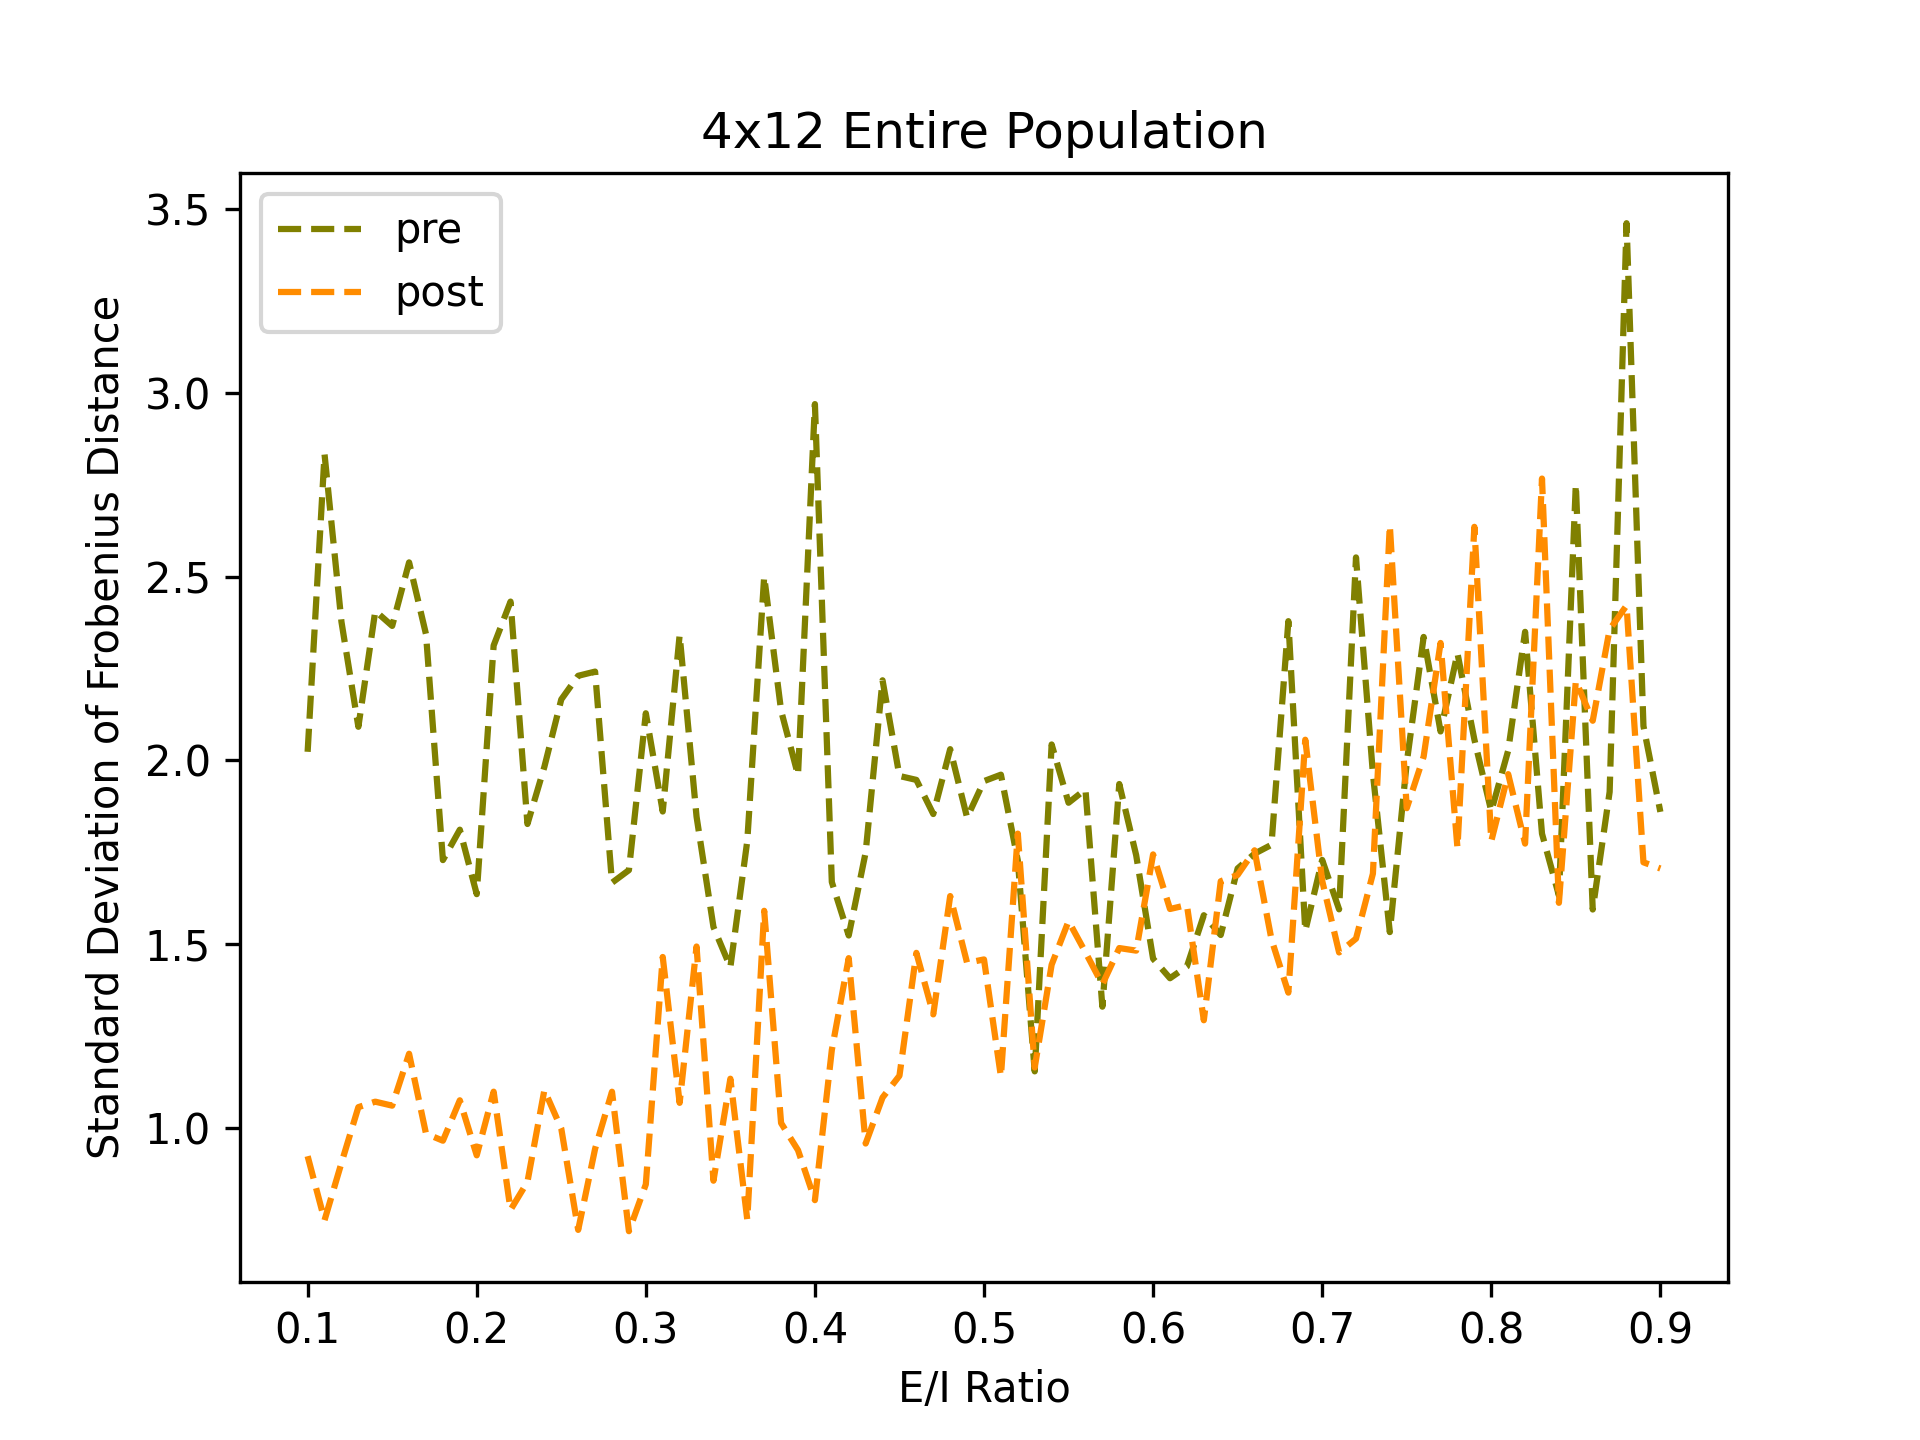 4x12 Entire Population
Standard Deviation of Frobenius Distance
3.5
3.0
2.5
2.0
1.5
1.0
pre
post
0.1 0.2 0.3 0.4 0.5 0.6 0.7 0.8 0.9
E/I Ratio